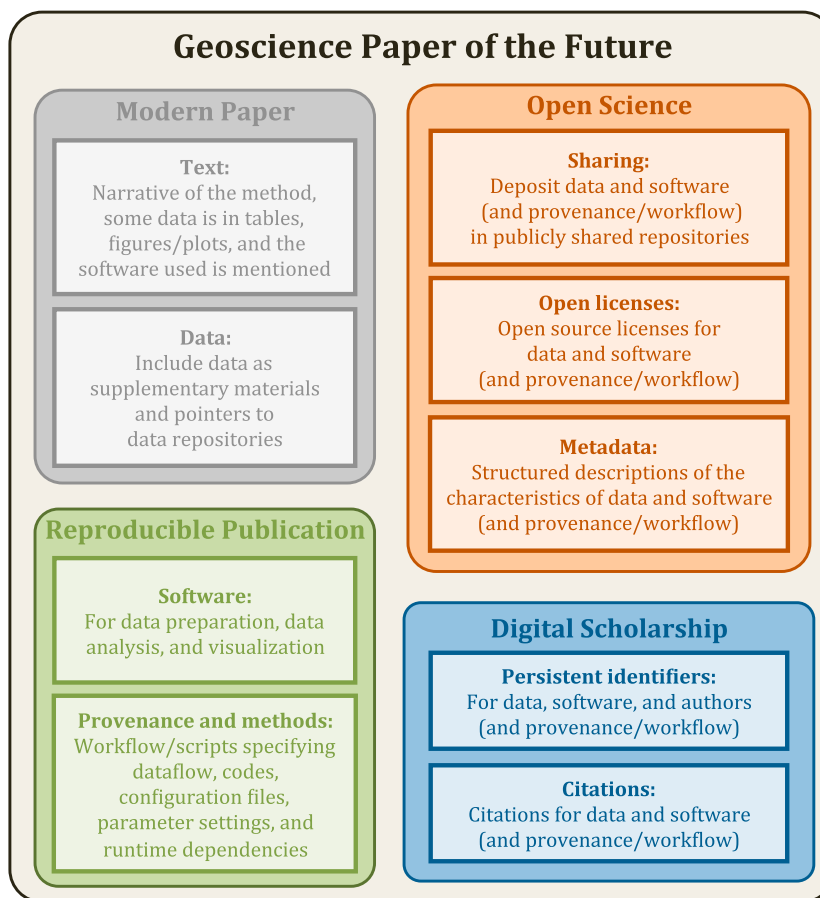 Geoscience Paper of the Future
Modern Paper
Text:
Narrative of the method,
some data is in tables,
figures/plots, and the
software used is mentioned
Data:
Include data as
supplementary materials
and pointers to
data repositories
Reproducible Publication
Software:
For data preparation, data
analysis, and visualization
Provenance and methods:
Workflow/scripts specifying
dataflow, codes,
configuration files,
parameter settings, and
runtime dependencies
Open Science
Sharing:
Deposit data and software
(and provenance/workflow)
in publicly shared repositories
Open licenses:
Open source licenses for
data and software
(and provenance/workflow)
Metadata:
Structured descriptions of the
characteristics of data and software
(and provenance/workflow)
Digital Scholarship
Persistent identifiers:
For data, software, and authors
(and provenance/workflow)
Citations:
Citations for data and software
(and provenance/workflow)